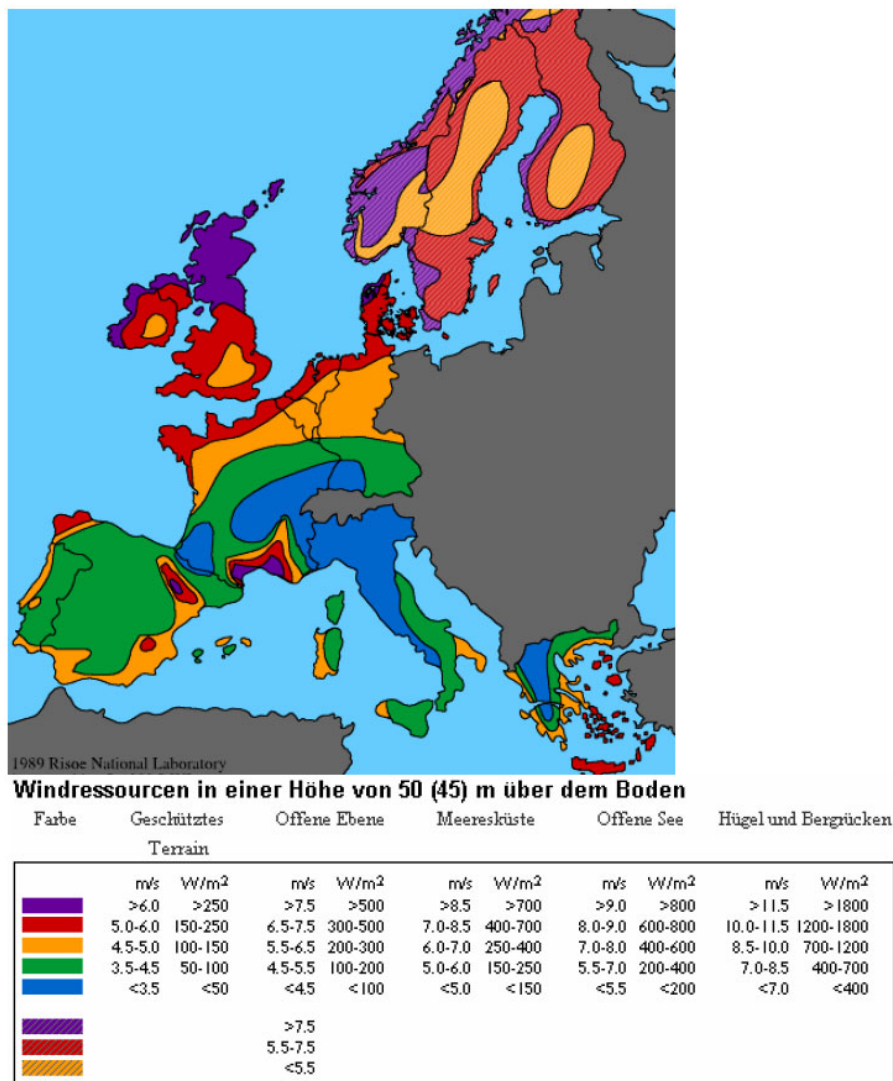 1989 Risoe National Laboratory
Windressourcen in einer Höhe von 50 (45) m über dem Boden
Farbe Geschütztes Terrain Offene Ebene Meeresküste Offene See Hügel und Bergrücken
m/s W/m² m/s W/m² m/s W/m² m/s W/m² m/s W/m²
>6.0 >250 >7.5 >500 >8.5 >700 >9.0 >800 >11.5 >1800
5.0-6.0 150-250 6.5-7.5 300-500 7.0-8.5 400-700 8.0-9.0 600-800 10.0-11.5 1200-1800
4.5-5.0 100-150 5.5-6.5 200-300 6.0-7.0 250-400 7.0-8.0 400-600 8.5-10.0 700-1200
3.5-4.5 50-100 4.5-5.5 100-200 5.0-6.0 150-250 5.5-7.0 200-400 7.0-8.5 400-700
<3.5 <50 <4.5 <100 <5.0 <150 <5.5 <200 <7.0 <400
>7.5
5.5-7.5
<5.5